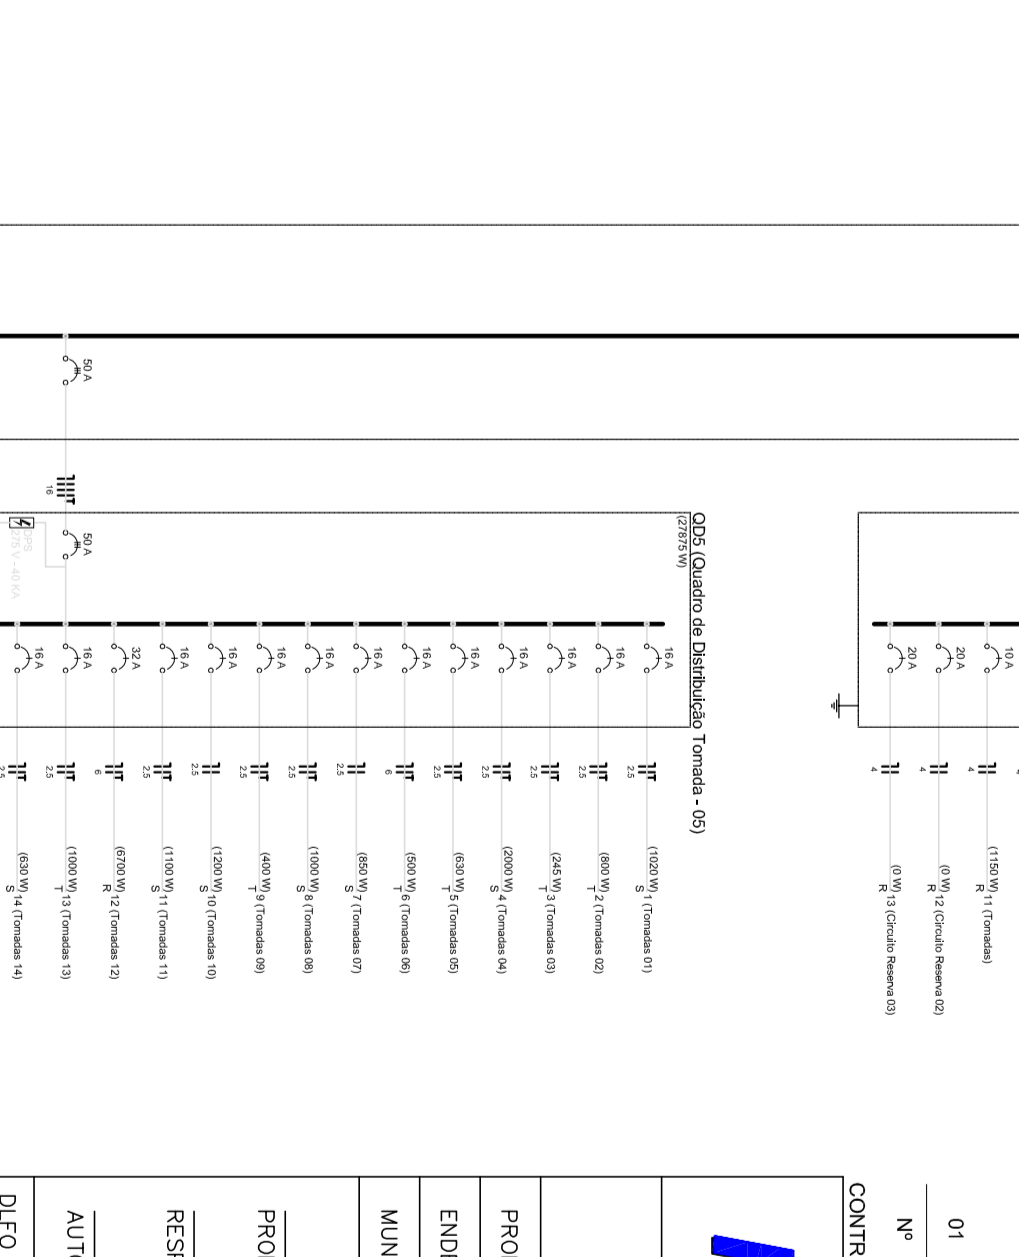 01
Nº
CONTR
10 A
4
(1150 W) 11 (Tomadas)
R
20 A
4
(0 W) 12 (Circuito Reserva 02)
R
20 A
4
(0 W) 13 (Circuito Reserva 03)
R
QD5 (Quadro de Distribuição Tomada - 05)
(27875 W)
16 A
2.5
(1020 W) 1 (Tomadas 01)
S
16 A
2.5
(800 W) 2 (Tomadas 02)
T
16 A
2.5
(245 W) 3 (Tomadas 03)
T
16 A
2.5
(2000 W) 4 (Tomadas 04)
S
16 A
2.5
(630 W) 5 (Tomadas 05)
T
16 A
6
(500 W) 6 (Tomadas 06)
T
16 A
2.5
(850 W) 7 (Tomadas 07)
S
16 A
2.5
(1000 W) 8 (Tomadas 08)
S
16 A
2.5
(400 W) 9 (Tomadas 09)
T
16 A
2.5
(1200 W) 10 (Tomadas 10)
S
16 A
2.5
(1100 W) 11 (Tomadas 11)
S
32 A
6
(6700 W) 12 (Tomadas 12)
R
50 A
16
50 A
16 A
2.5
(1000 W) 13 (Tomadas 13)
T
DPS
275 V - 40 KA
16 A
2.5
(630 W) 14 (Tomadas 14)
S
PRO
ENDE
MUN
PRO
RESP
AUTO